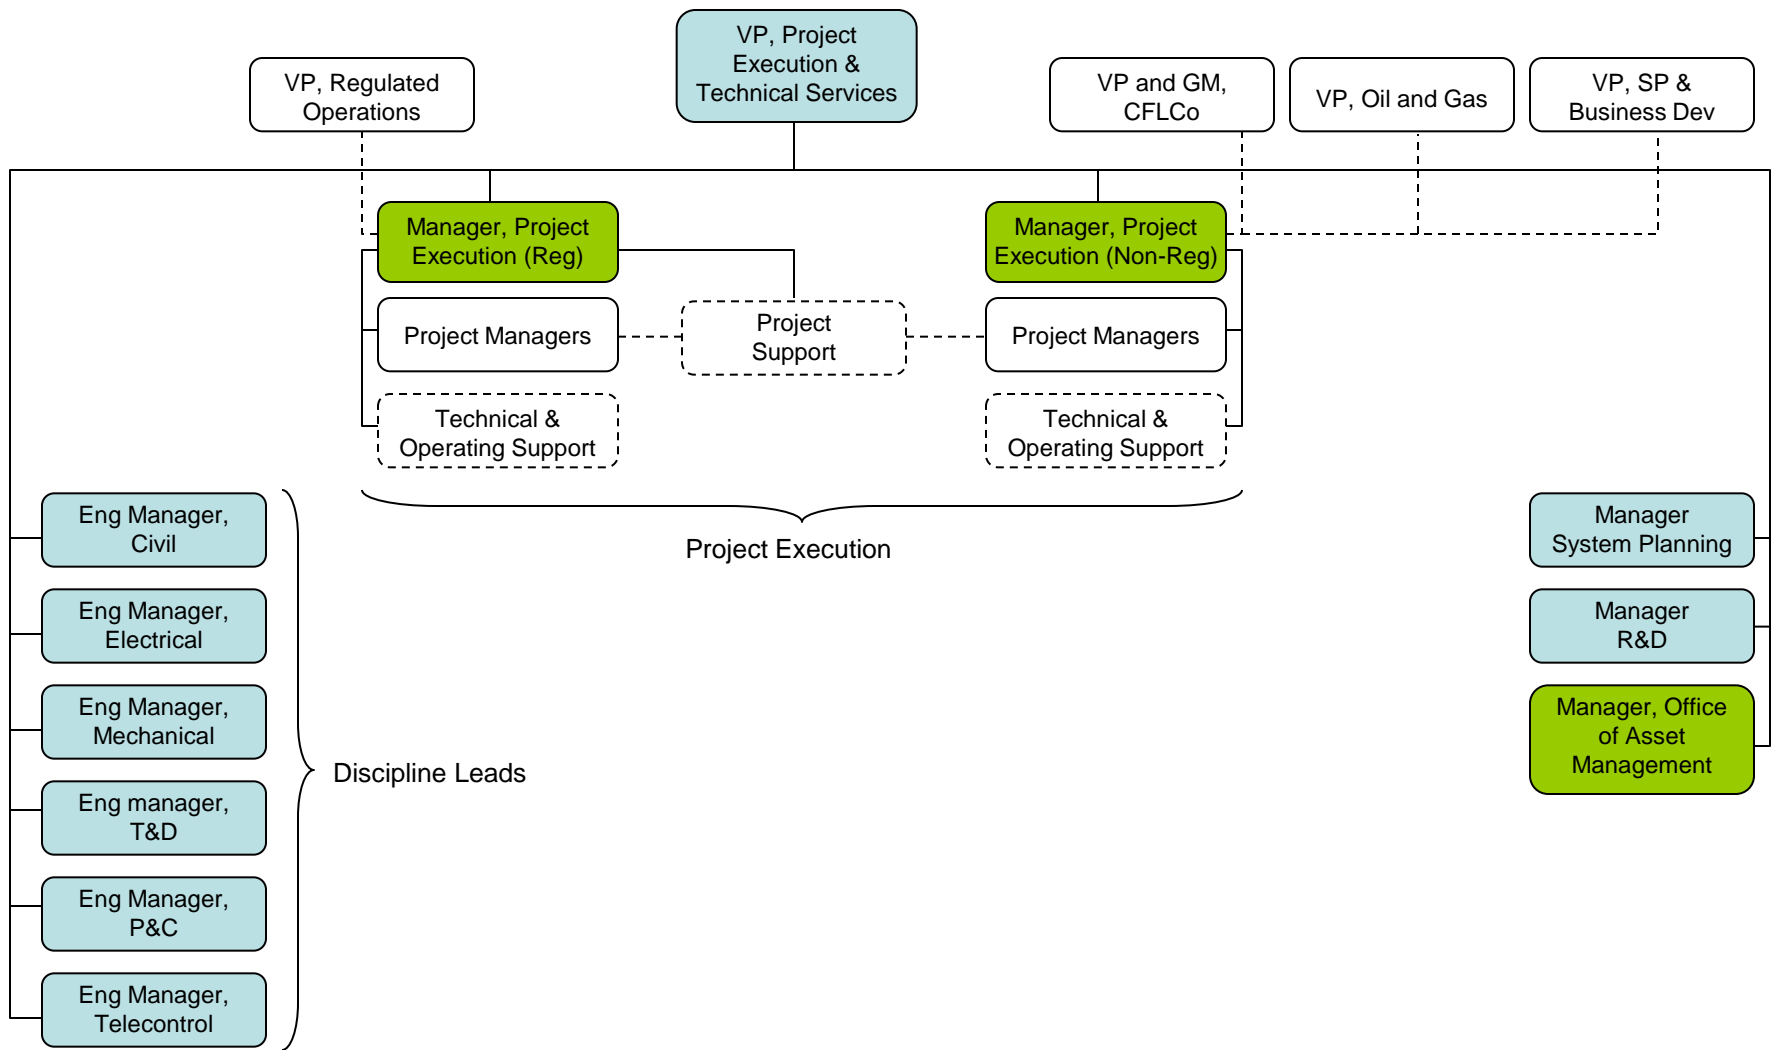 VP, Project
Execution &
Technical Services
VP, Regulated
Operations
VP and GM,
CFLCo
VP, Oil and Gas
VP, SP &
Business Dev
Manager, Project
Execution (Reg)
Manager, Project
Execution (Non-Reg)
Project Managers
Project
Support
Project Managers
Technical &
Operating Support
Technical &
Operating Support
Project Execution
Eng Manager,
Civil
Eng Manager,
Electrical
Eng Manager,
Mechanical
Eng manager,
T&D
Eng Manager,
P&C
Eng Manager,
Telecontrol
Discipline Leads
Manager
System Planning
Manager
R&D
Manager, Office
of Asset
Management